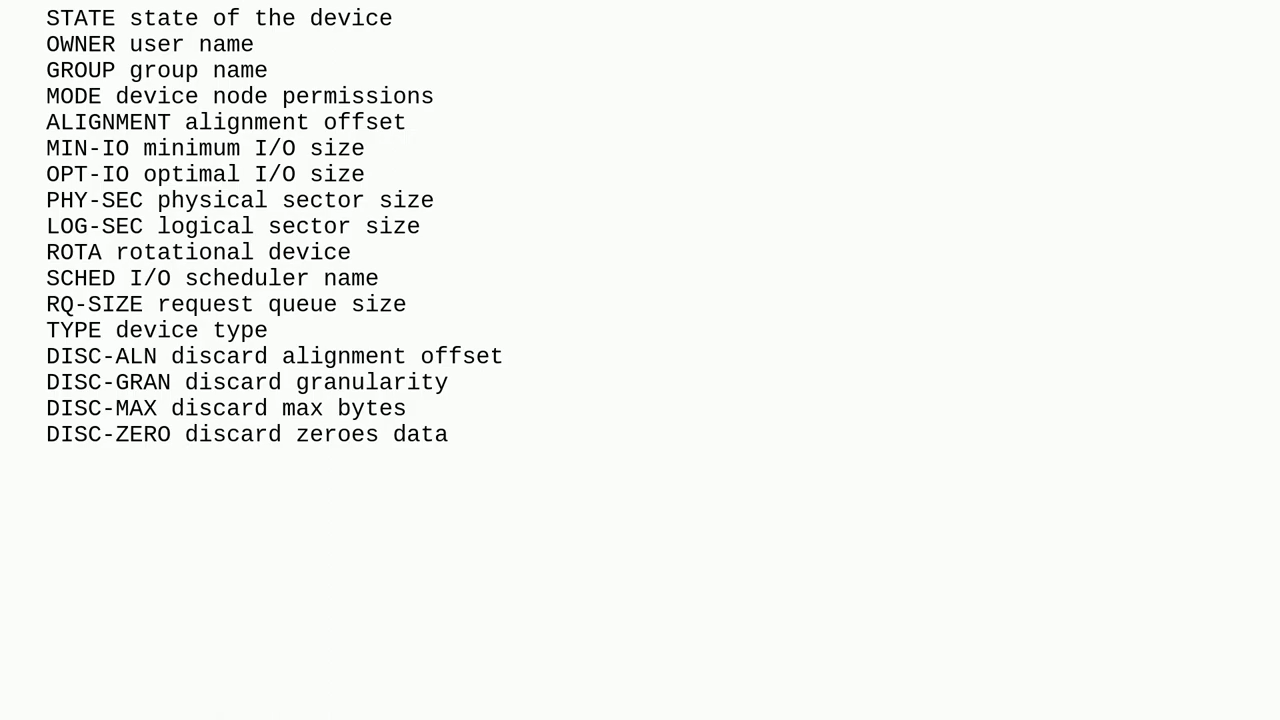 STATE state of the device
OWNER user name
GROUP group name
MODE device node permissions
ALIGNMENT alignment offset
MIN-IO minimum I/O size
OPT-IO optimal I/O size
PHY-SEC physical sector size
LOG-SEC logical sector size
ROTA rotational device
SCHED I/O scheduler name
RQ-SIZE request queue size
TYPE device type
DISC-ALN discard alignment offset
DISC-GRAN discard granularity
DISC-MAX discard max bytes
DISC-ZERO discard zeroes data